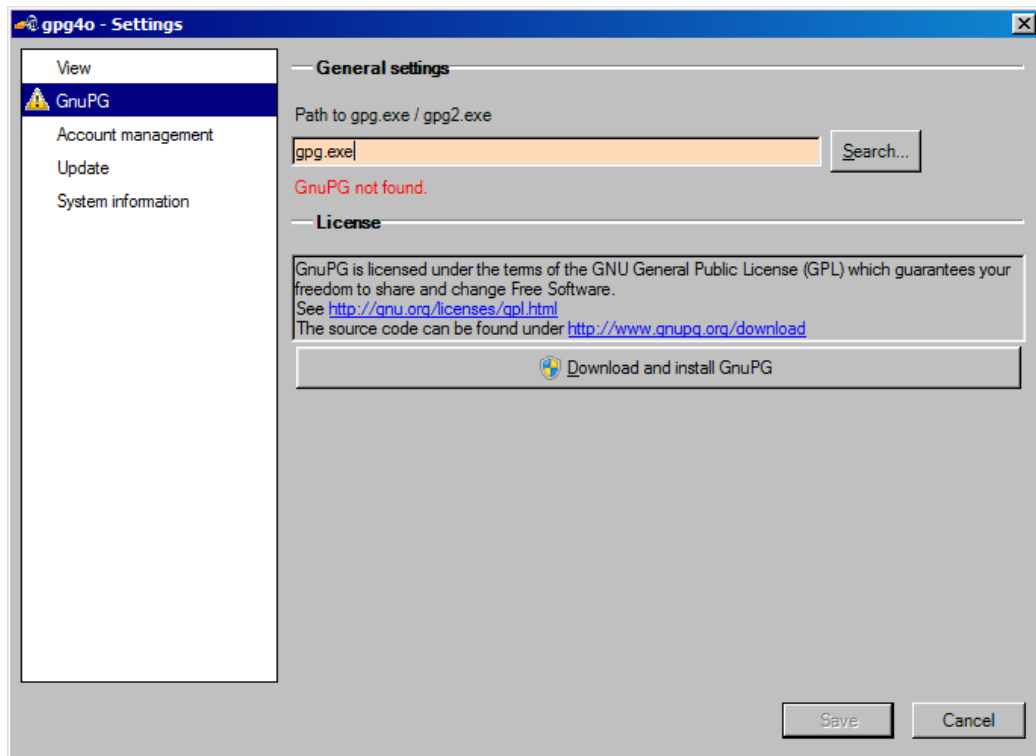 gpg4o - Settings
View
GnuPG
Account management
Update
System information
General settings
Path to gpg.exe / gpg2.exe
gpg.exe
Search...
GnuPG not found.
License
GnuPG is licensed under the terms of the GNU General Public License (GPL) which guarantees your
freedom to share and change Free Software.
See http://gnu.org/licenses/gpl.html
The source code can be found under http://www.gnupg.org/download
Download and install GnuPG
Save
Cancel